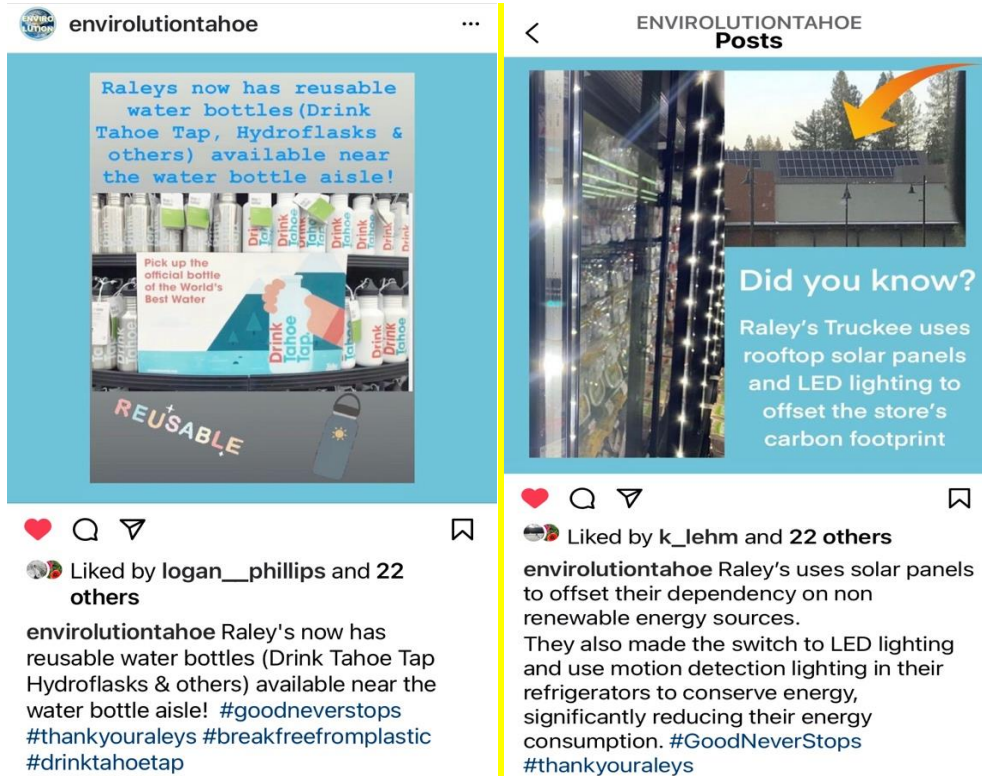 ENVIRO
LUTION
envirolutiontahoe
Raleys now has reusable
water bottles(Drink
Tahoe Tap, Hydroflasks &
others) available near
the water bottle aisle!
Pick up the
official bottle
of the World's
Best Water
Drink
Tahoe
Tap.
REUSABLE
Liked by logan__phillips and 22
others
envirolutiontahoe Raley's now has
reusable water bottles (Drink Tahoe Tap
Hydroflasks & others) available near the
water bottle aisle! #goodneverstops
#thankyouraleys #breakfreefromplastic
#drinktahoetap
ENVIROLUTIONTAHOE
Posts
Did you know?
Raley's Truckee uses
rooftop solar panels
and LED lighting to
offset the store's
carbon footprint
Liked by k_lehm and 22 others
envirolutiontahoe Raley's uses solar panels
to offset their dependency on non
renewable energy sources.
They also made the switch to LED lighting
and use motion detection lighting in their
refrigerators to conserve energy,
significantly reducing their energy
consumption. #GoodNeverStops
#thankyouraleys